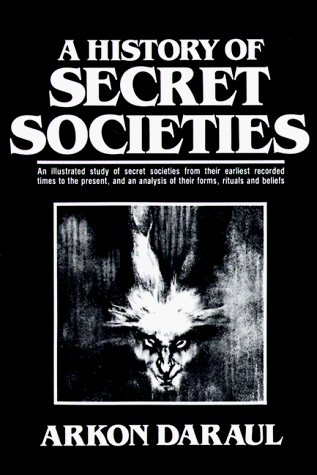 A HISTORY OF
SECRET
SOCIETIES
An illustrated study of secret societies from their earliest recorded
times to the present, and an analysis of their forms, rituals and beliefs
ARKON DARAUL